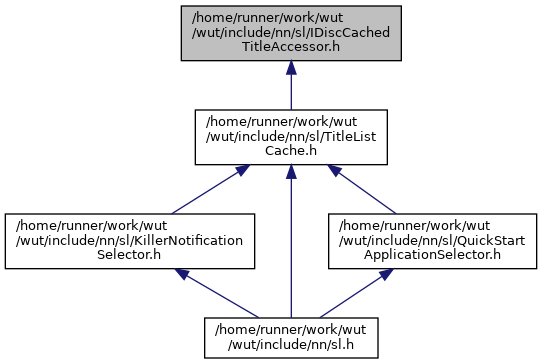 /home/runner/work/wut
/wut/include/nn/sl/IDiscCached
TitleAccessor.h
/home/runner/work/wut
/wut/include/nn/sl/TitleList
Cache.h
/home/runner/work/wut
/wut/include/nn/sl/KillerNotification
Selector.h
/home/runner/work/wut
/wut/include/nn/sl/QuickStart
ApplicationSelector.h
/home/runner/work/wut
/wut/include/nn/sl.h